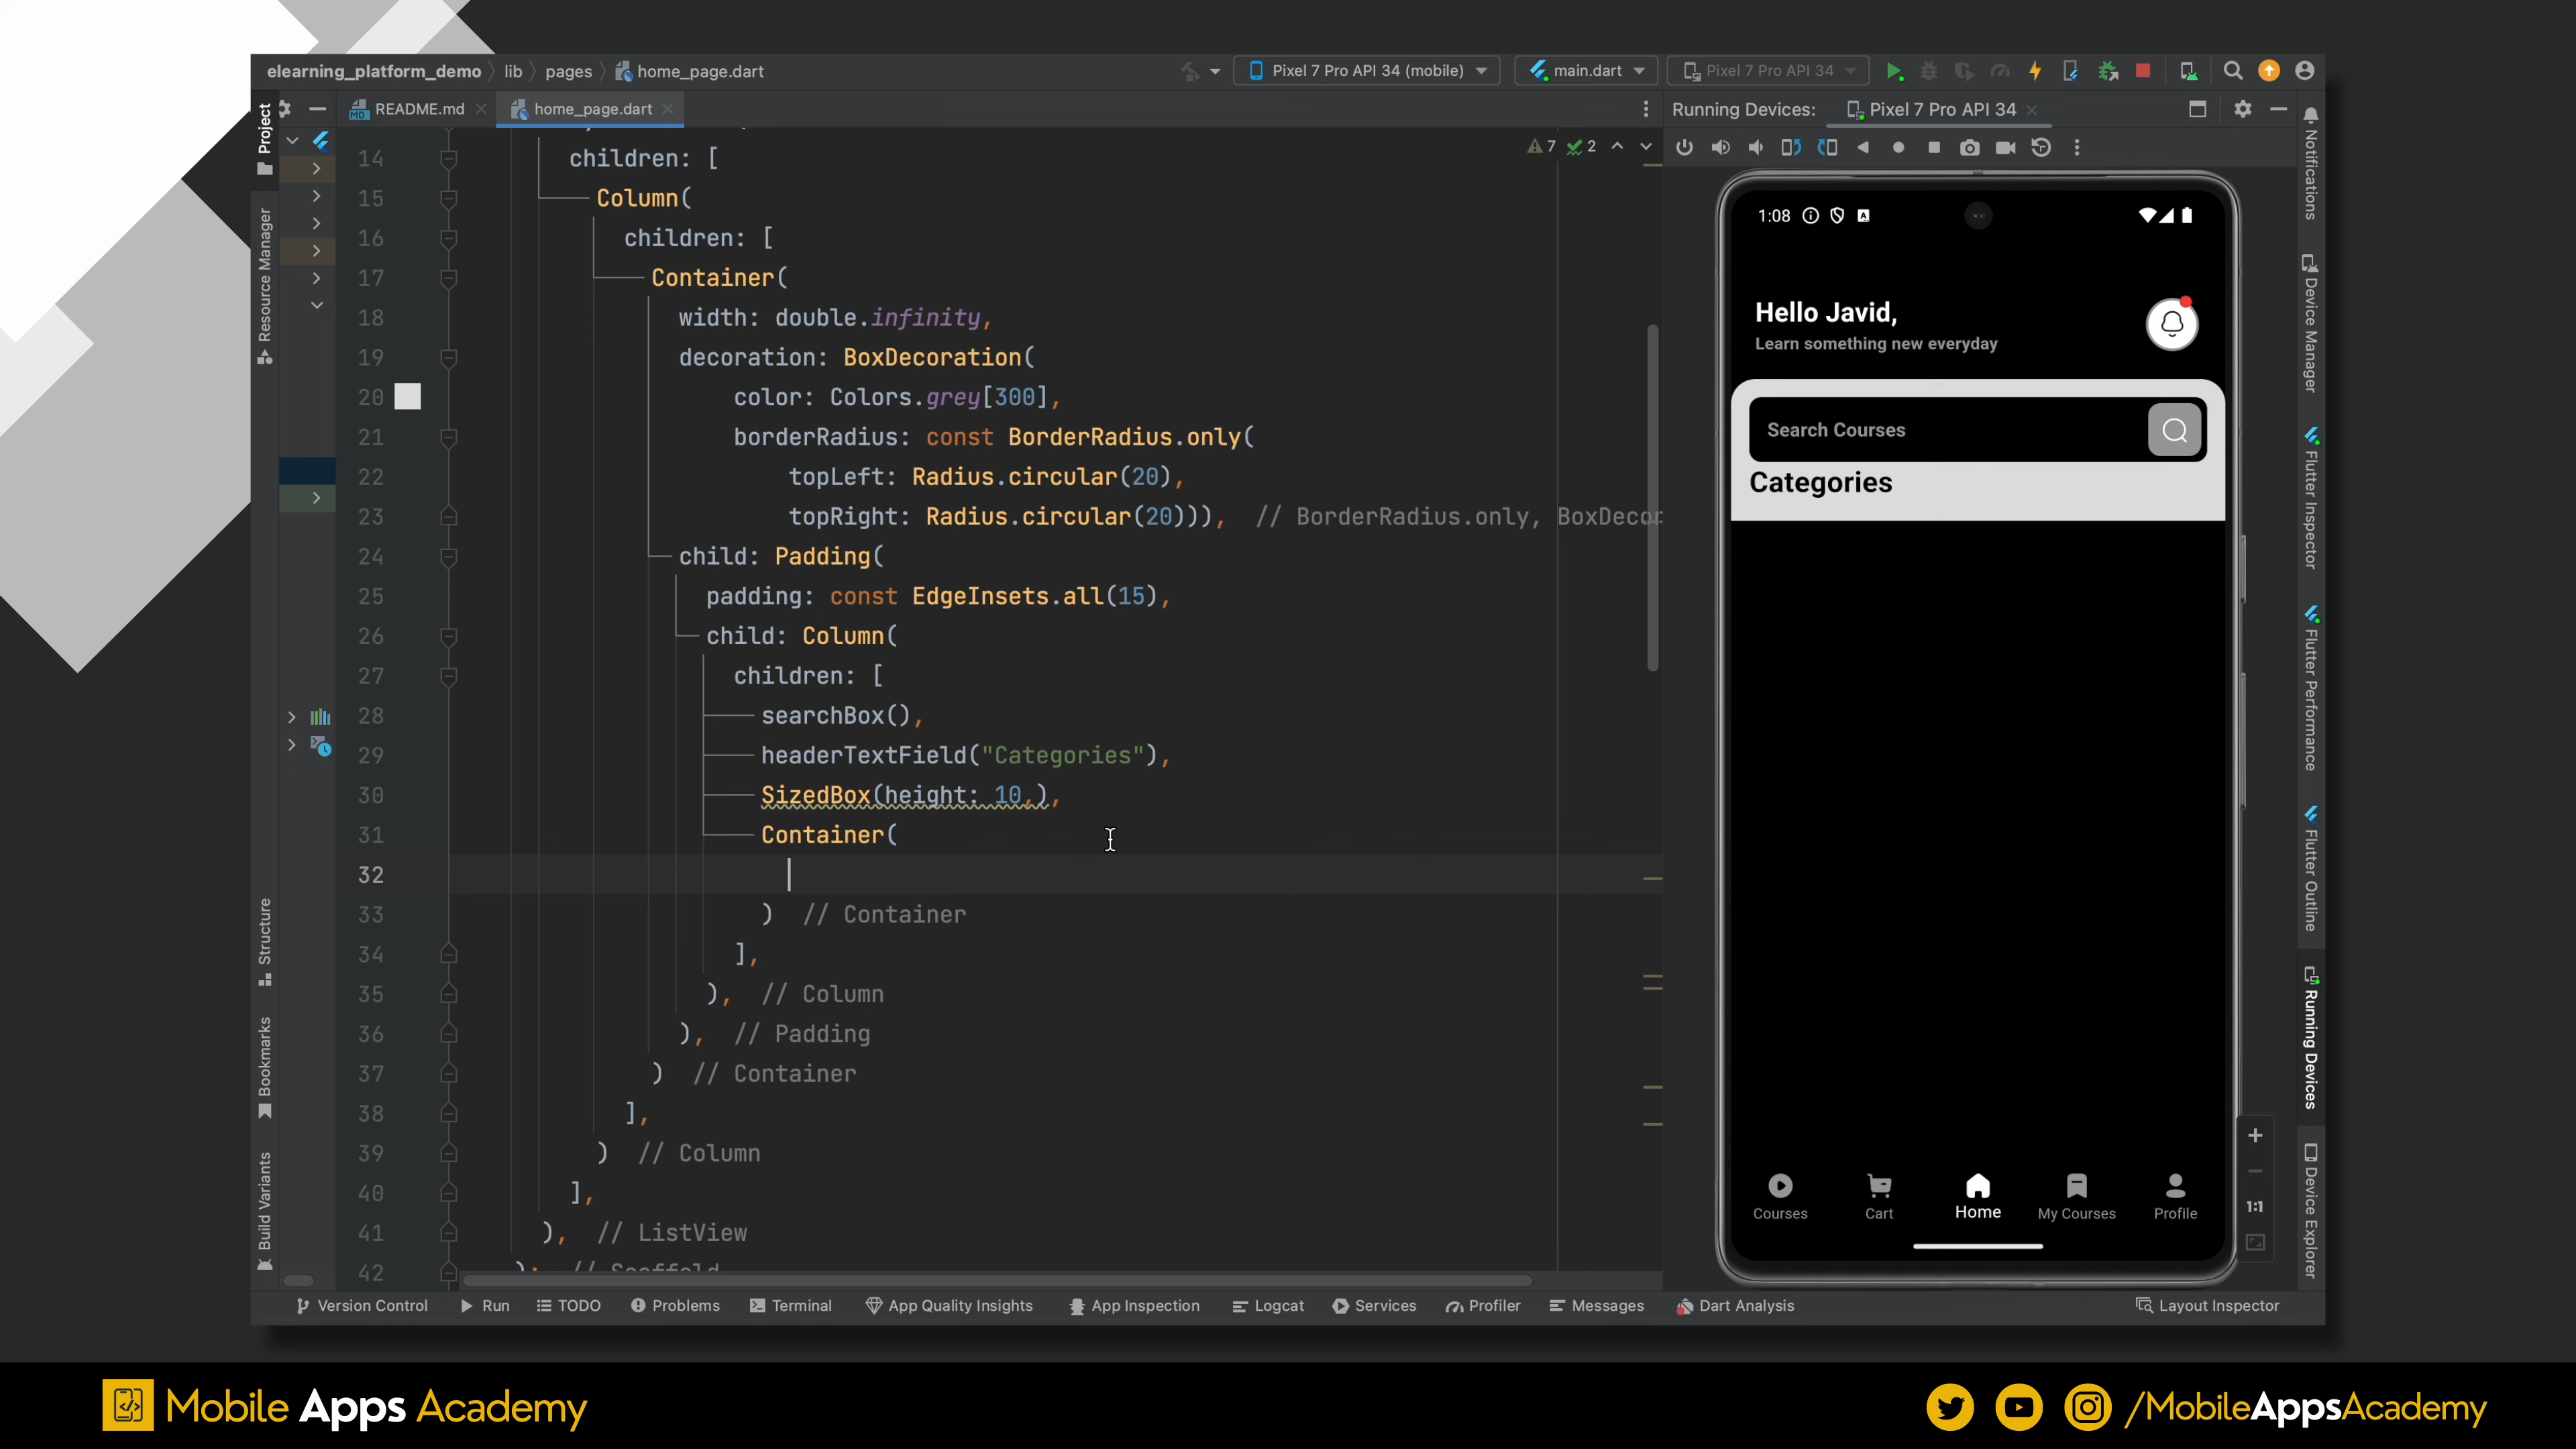 elearning_platform_demo lib pages home_page.dart
Pixel 7 Pro API 34 (mobile) main.dart Pixel 7 Pro API 34
Project
Resource Manager
Structure
Bookmarks
Build Variants
README.md home_page.dart
7 2
14 children: [
15 Column(
16 children: [
17 Container(
18 width: double.infinity,
19 decoration: BoxDecoration(
20 color: Colors.grey[300],
21 borderRadius: const BorderRadius.only(
22 topLeft: Radius.circular(20),
23 topRight: Radius.circular(20))), // BorderRadius.only, BoxDecor
24 child: Padding(
25 padding: const EdgeInsets.all(15),
26 child: Column(
27 children: [
28 searchBox(),
29 headerTextField("Categories"),
30 SizedBox(height: 10,),
31 Container(
32
33 ) // Container
34 ],
35 ), // Column
36 ), // Padding
37 ) // Container
38 ],
39 ) // Column
40 ],
41 ), // ListView
42 ); // Scaffold
Running Devices: Pixel 7 Pro API 34
1:08
Hello Javid,
Learn something new everyday
Search Courses
Categories
Courses Cart Home My Courses Profile
1:1
Notifications
Device Manager
Flutter Inspector
Flutter Performance
Flutter Outline
Running Devices
Device Explorer
Version Control Run TODO Problems Terminal App Quality Insights App Inspection Logcat Services Profiler Messages Dart Analysis Layout Inspector
Mobile Apps Academy
/MobileAppsAcademy